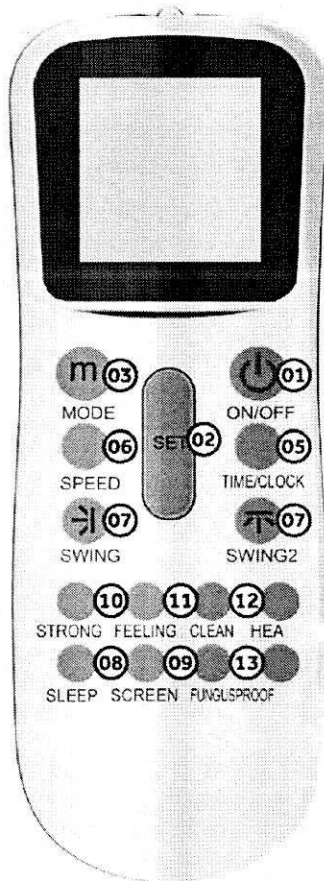 m 03 01
MODE ON/OFF
SET 02
06 05
SPEED TIME/CLOCK
07 07
SWING SWING2
10 11 12
STRONG FEELING CLEAN HEA
08 09 13
SLEEP SCREEN FUNGUSPROOF